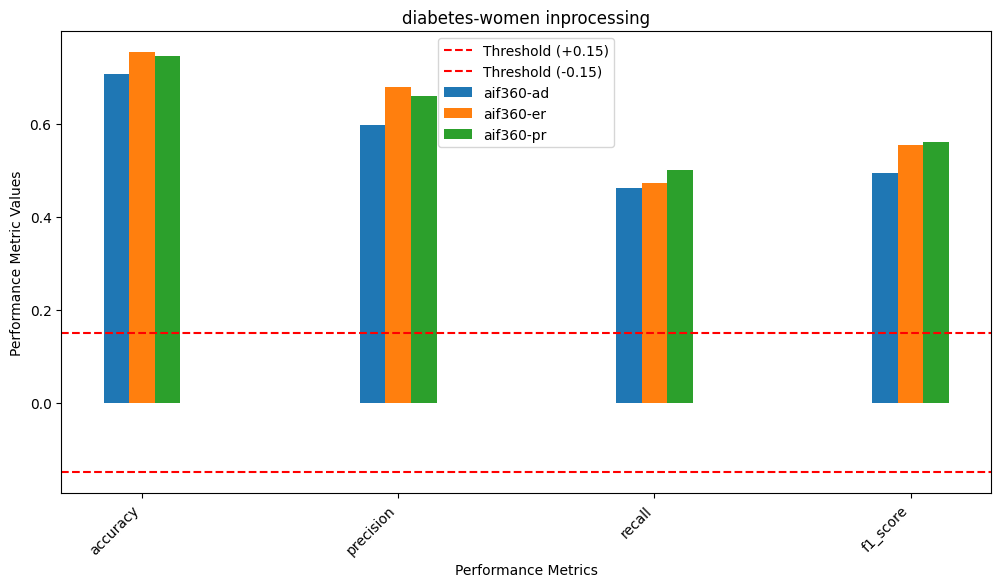 diabetes-women inprocessing
Threshold (+0.15)
Threshold (-0.15)
aif360-ad
aif360-er
aif360-pr
Performance Metric Values
0.6
0.4
0.2
0.0
accuracy
precision
recall
f1_score
Performance Metrics